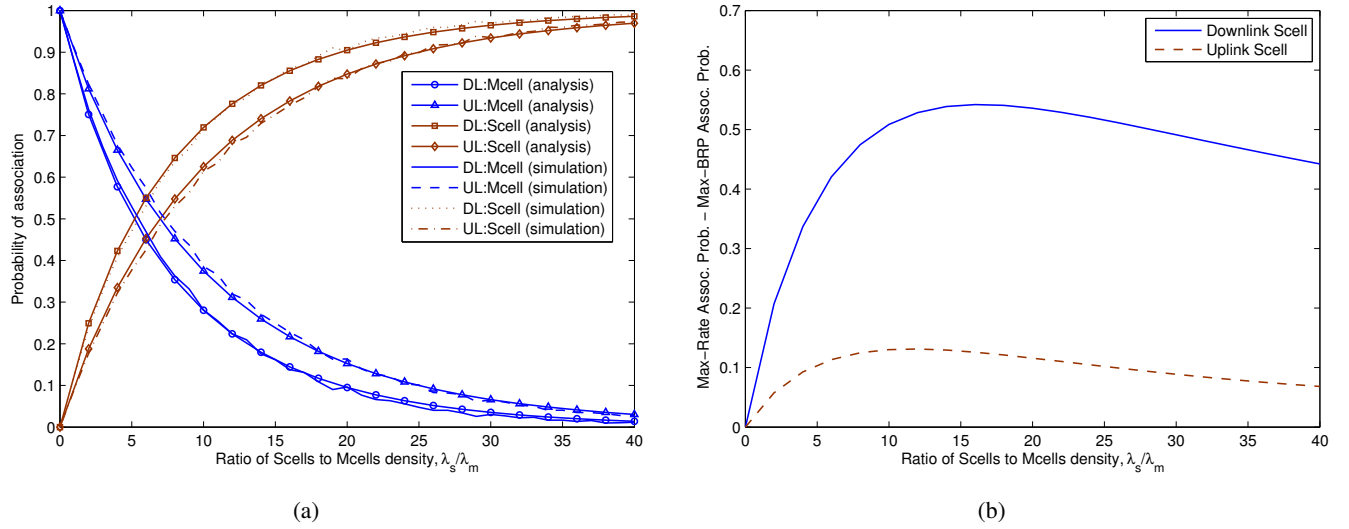 1
0.9
0.8
0.7
0.6
0.5
0.4
0.3
0.2
0.1
0
0 5 10 15 20 25 30 35 40
Probability of association
Ratio of Scells to Mcells density, λs/λm
DL:Mcell (analysis)
UL:Mcell (analysis)
DL:Scell (analysis)
UL:Scell (analysis)
DL:Mcell (simulation)
UL:Mcell (simulation)
DL:Scell (simulation)
UL:Scell (simulation)
(a)
0.7
0.6
0.5
0.4
0.3
0.2
0.1
0
0 5 10 15 20 25 30 35 40
Max−Rate Assoc. Prob. − Max−BRP Assoc. Prob.
Ratio of Scells to Mcells density, λs/λm
Downlink Scell
Uplink Scell
(b)